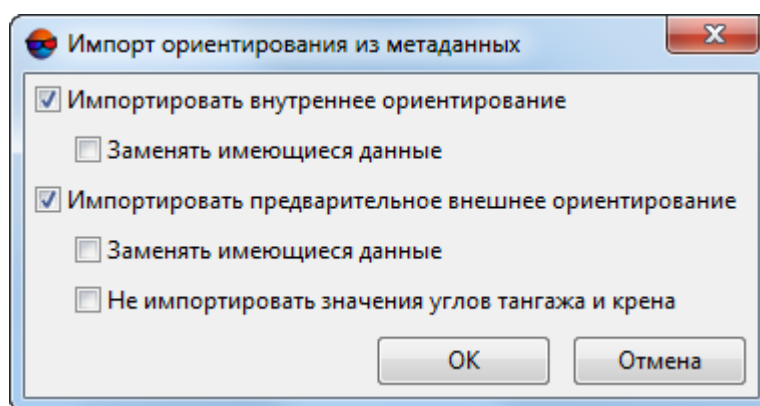 Импорт ориентирования из метаданных
Импортировать внутреннее ориентирование
Заменять имеющиеся данные
Импортировать предварительное внешнее ориентирование
Заменять имеющиеся данные
Не импортировать значения углов тангажа и крена
OK Отмена